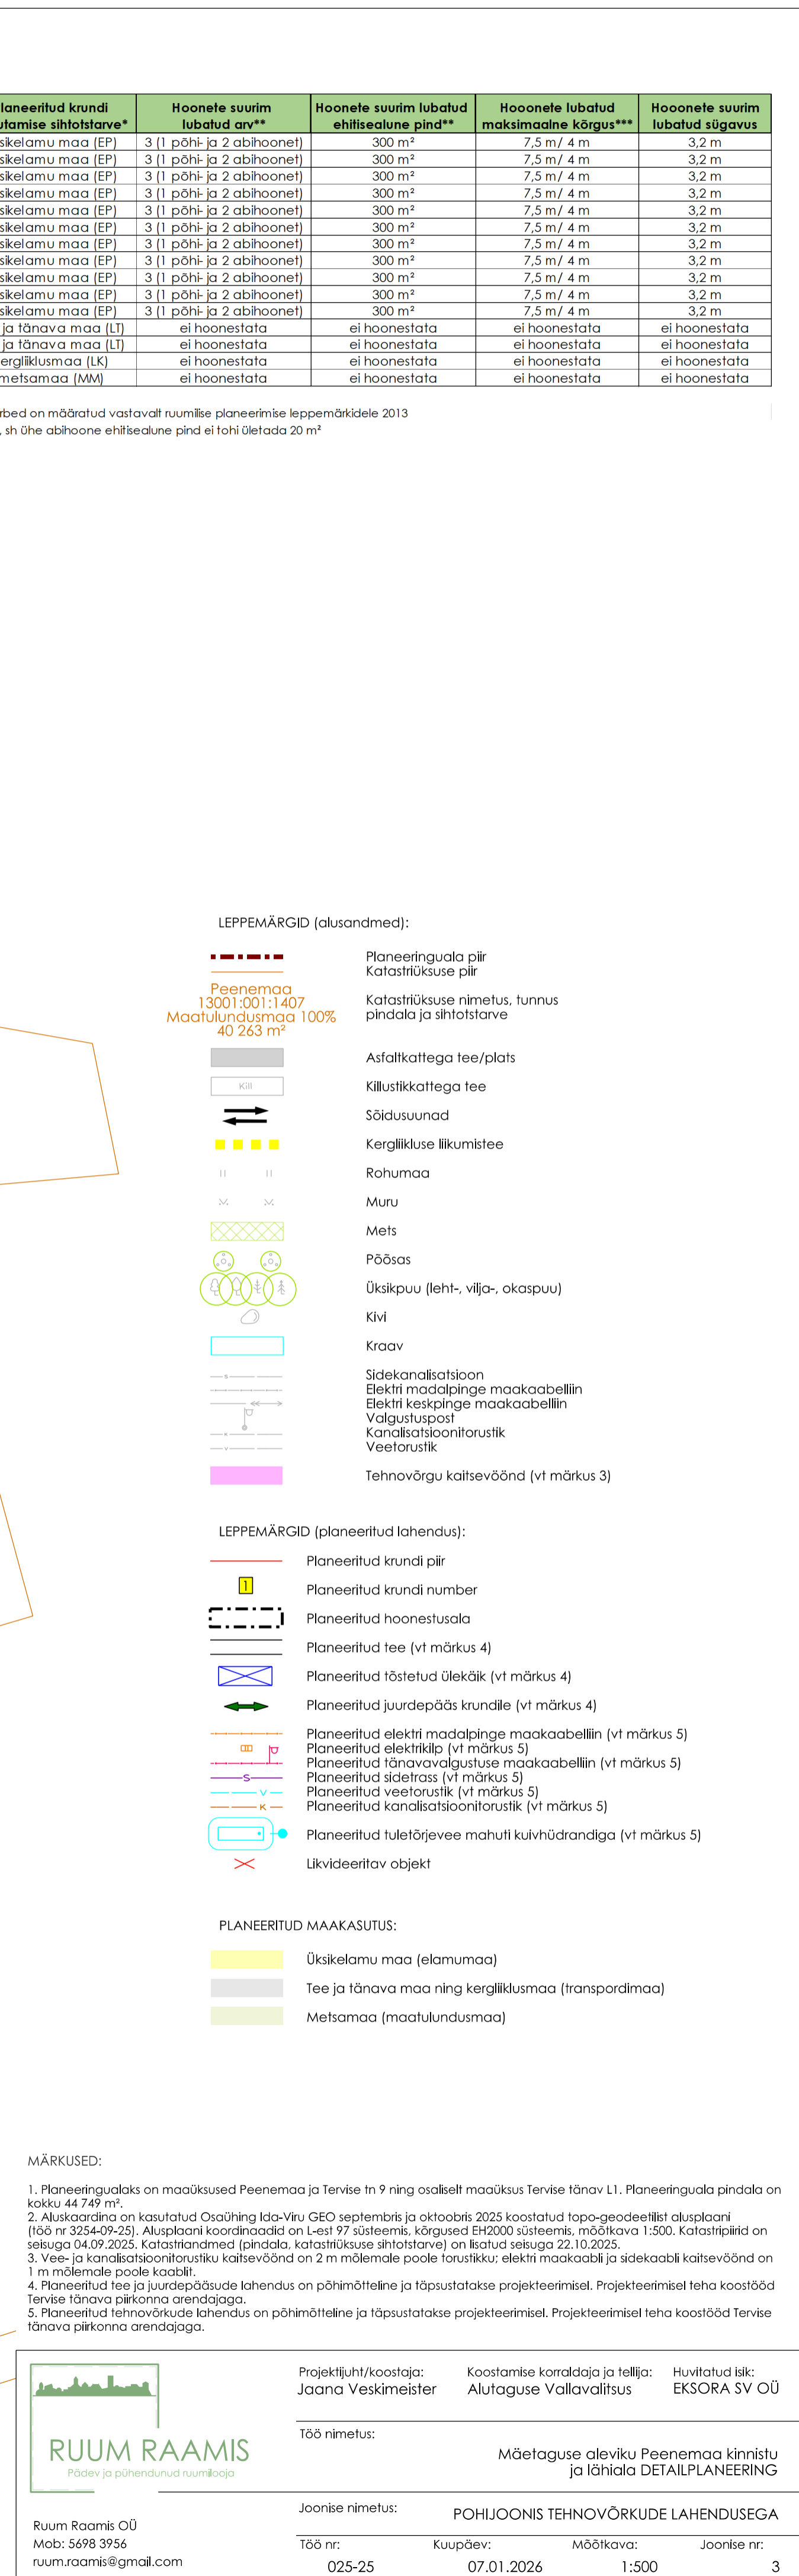 laneeritud krundi Hoonete suurim Hoonete suurim lubatud Hooonete lubatud Hooonete suurim
utamise sihtotstarve* lubatud arv** ehitisealune pind** maksimaalne kõrgus*** lubatud sügavus
sikelamu maa (EP) 3 (1 põhi- ja 2 abihoonet) 300 m² 7,5 m/ 4 m 3,2 m
sikelamu maa (EP) 3 (1 põhi- ja 2 abihoonet) 300 m² 7,5 m/ 4 m 3,2 m
sikelamu maa (EP) 3 (1 põhi- ja 2 abihoonet) 300 m² 7,5 m/ 4 m 3,2 m
sikelamu maa (EP) 3 (1 põhi- ja 2 abihoonet) 300 m² 7,5 m/ 4 m 3,2 m
sikelamu maa (EP) 3 (1 põhi- ja 2 abihoonet) 300 m² 7,5 m/ 4 m 3,2 m
sikelamu maa (EP) 3 (1 põhi- ja 2 abihoonet) 300 m² 7,5 m/ 4 m 3,2 m
sikelamu maa (EP) 3 (1 põhi- ja 2 abihoonet) 300 m² 7,5 m/ 4 m 3,2 m
sikelamu maa (EP) 3 (1 põhi- ja 2 abihoonet) 300 m² 7,5 m/ 4 m 3,2 m
sikelamu maa (EP) 3 (1 põhi- ja 2 abihoonet) 300 m² 7,5 m/ 4 m 3,2 m
sikelamu maa (EP) 3 (1 põhi- ja 2 abihoonet) 300 m² 7,5 m/ 4 m 3,2 m
sikelamu maa (EP) 3 (1 põhi- ja 2 abihoonet) 300 m² 7,5 m/ 4 m 3,2 m
ja tänava maa (LT) ei hoonestata ei hoonestata ei hoonestata ei hoonestata
ja tänava maa (LT) ei hoonestata ei hoonestata ei hoonestata ei hoonestata
ergliiklusmaa (LK) ei hoonestata ei hoonestata ei hoonestata ei hoonestata
metsamaa (MM) ei hoonestata ei hoonestata ei hoonestata ei hoonestata
rbed on määratud vastavalt ruumilise planeerimise leppemärkidele 2013
, sh ühe abihoone ehitisealune pind ei tohi ületada 20 m²
LEPPEMÄRGID (alusandmed):
Planeeringuala piir
Katastriüksuse piir
Peenemaa
13001:001:1407
Maatulundusmaa 100%
40 263 m²
Katastriüksuse nimetus, tunnus
pindala ja sihtotstarve
Asfaltkattega tee/plats
Kill Killustikkattega tee
Sõidusuunad
Kergliikluse liikumistee
Rohumaa
Muru
Mets
Põõsas
Üksikpuu (leht-, vilja-, okaspuu)
Kivi
Kraav
S Sidekanalisatsioon
Elektri madalpinge maakaabelliin
Elektri keskpinge maakaabelliin
Valgustuspost
K Kanalisatsioonitorustik
V Veetorustik
Tehnovõrgu kaitsevöönd (vt märkus 3)
LEPPEMÄRGID (planeeritud lahendus):
Planeeritud krundi piir
1 Planeeritud krundi number
Planeeritud hoonestusala
Planeeritud tee (vt märkus 4)
Planeeritud tõstetud ülekäik (vt märkus 4)
Planeeritud juurdepääs krundile (vt märkus 4)
Planeeritud elektri madalpinge maakaabelliin (vt märkus 5)
Planeeritud elektrikilp (vt märkus 5)
Planeeritud tänavavalgustuse maakaabelliin (vt märkus 5)
S Planeeritud sidetrass (vt märkus 5)
V Planeeritud veetorustik (vt märkus 5)
K Planeeritud kanalisatsioonitorustik (vt märkus 5)
Planeeritud tuletõrjevee mahuti kuivhüdrandiga (vt märkus 5)
Likvideeritav objekt
PLANEERITUD MAAKASUTUS:
Üksikelamu maa (elamumaa)
Tee ja tänava maa ning kergliiklusmaa (transpordimaa)
Metsamaa (maatulundusmaa)
MÄRKUSED:
1. Planeeringualaks on maaüksused Peenemaa ja Tervise tn 9 ning osaliselt maaüksus Tervise tänav L1. Planeeringuala pindala on
kokku 44 749 m².
2. Aluskaardina on kasutatud Osaühing Ida-Viru GEO septembris ja oktoobris 2025 koostatud topo-geodeetilist alusplaani
(töö nr 3254-09-25). Alusplaani koordinaadid on L-est 97 süsteemis, kõrgused EH2000 süsteemis, mõõtkava 1:500. Katastripiirid on
seisuga 04.09.2025. Katastriandmed (pindala, katastriüksuse sihtotstarve) on lisatud seisuga 22.10.2025.
3. Vee- ja kanalisatsioonitorustiku kaitsevöönd on 2 m mõlemale poole torustikku; elektri maakaabli ja sidekaabli kaitsevöönd on
1 m mõlemale poole kaablit.
4. Planeeritud tee ja juurdepääsude lahendus on põhimõtteline ja täpsustatakse projekteerimisel. Projekteerimisel teha koostööd
Tervise tänava piirkonna arendajaga.
5. Planeeritud tehnovõrkude lahendus on põhimõtteline ja täpsustatakse projekteerimisel. Projekteerimisel teha koostööd Tervise
tänava piirkonna arendajaga.
Projektijuht/koostaja: Koostamise korraldaja ja tellija: Huvitatud isik:
Jaana Veskimeister Alutaguse Vallavalitsus EKSORA SV OÜ
RUUM RAAMIS
Pädev ja pühendunud ruumilooja
Töö nimetus:
Mäetaguse aleviku Peenemaa kinnistu
ja lähiala DETAILPLANEERING
Joonise nimetus:
POHIJOONIS TEHNOVÕRKUDE LAHENDUSEGA
Ruum Raamis OÜ
Mob: 5698 3956
ruum.raamis@gmail.com
Töö nr: Kuupäev: Mõõtkava: Joonise nr:
025-25 07.01.2026 1:500 3